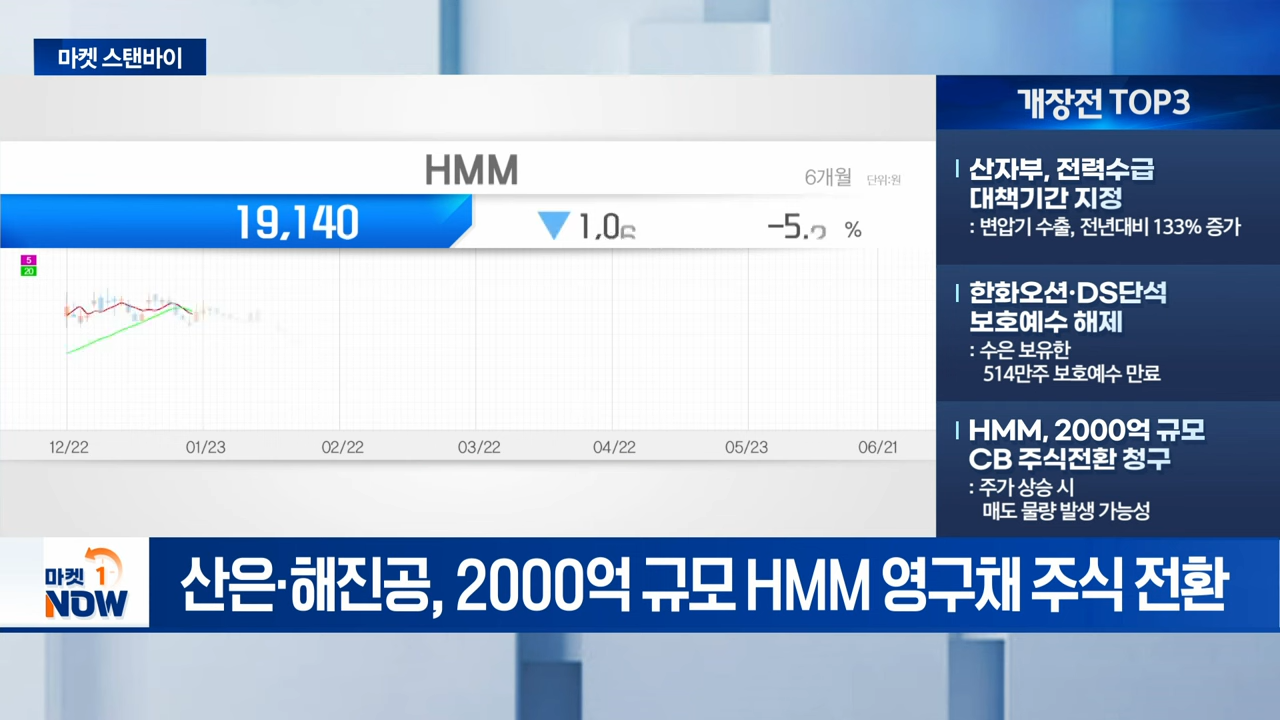 마켓 스탠바이
HMM
6개월 단위:원
19,140
▼ 1,0
-5. %
5
20
12/22 01/23 02/22 03/22 04/22 05/23 06/21
개장전 TOP3
산자부, 전력수급
대책기간 지정
: 변압기 수출, 전년대비 133% 증가
한화오션·DS단석
보호예수 해제
: 수은 보유한
514만주 보호예수 만료
HMM, 2000억 규모
CB 주식전환 청구
: 주가 상승 시
매도 물량 발생 가능성
마켓 1
NOW
산은·해진공, 2000억 규모 HMM 영구채 주식 전환